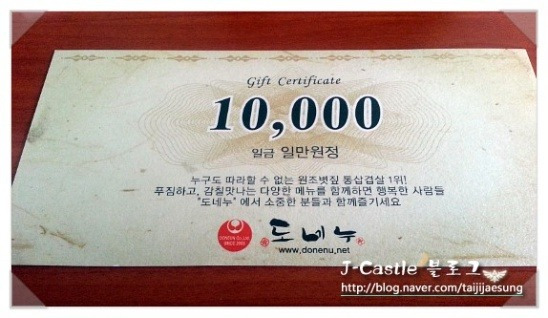 Gift Certificate
10,000
일금 일만원정
누구도 따라할 수 없는 원조볏짚 통삼겹살 1위!
푸짐하고, 감칠맛나는 다양한 메뉴를 함께하면 행복한 사람들
"도네누" 에서 소중한 분들과 함께즐기세요
도네누
www.donenu.net
J-Castle 블로그
http://blog.naver.com/taijijaesung